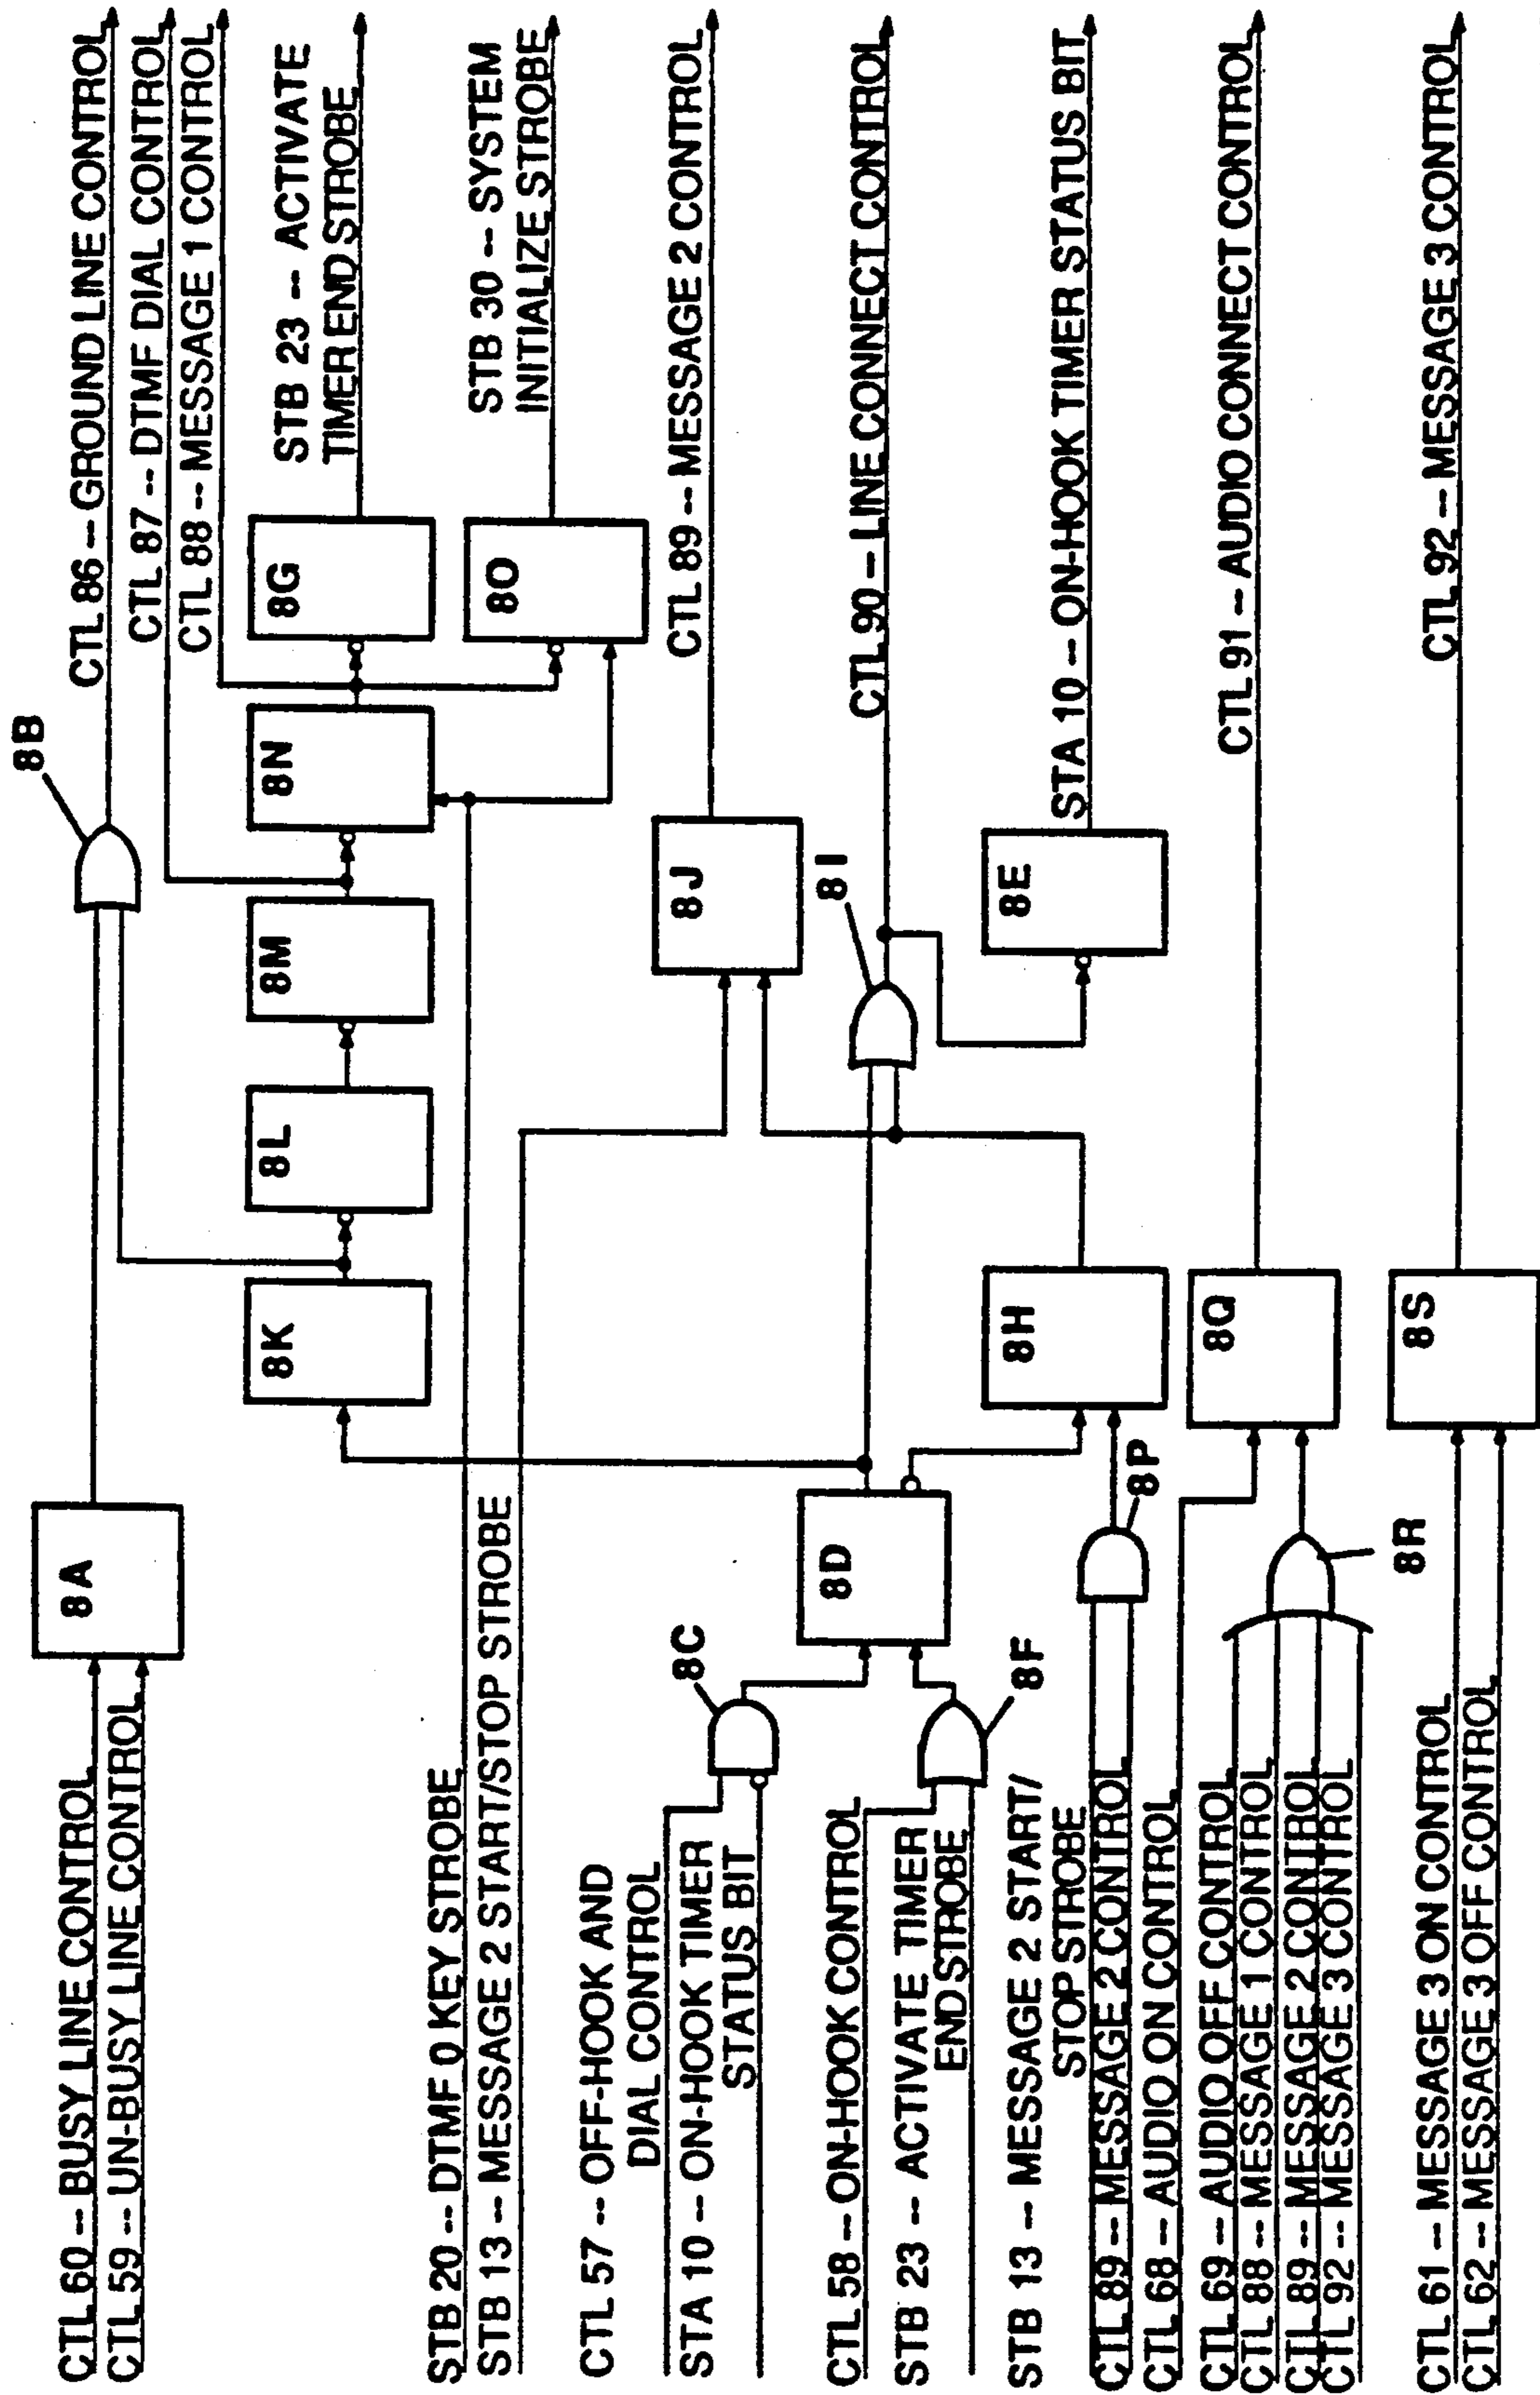 CTL 60 -- BUSY LINE CONTROL
CTL 59 -- UN-BUSY LINE CONTROL
8A
8B
CTL 86 -- GROUND LINE CONTROL
CTL 87 -- DTMF DIAL CONTROL
CTL 88 -- MESSAGE 1 CONTROL
8K
8L
8M
8N
8G
STB 23 -- ACTIVATE
TIMER END STROBE
8O
STB 30 -- SYSTEM
INITIALIZE STROBE
STB 20 -- DTMF 0 KEY STROBE
STB 13 -- MESSAGE 2 START/STOP STROBE
8J
CTL 89 -- MESSAGE 2 CONTROL
CTL 57 -- OFF-HOOK AND
DIAL CONTROL
STA 10 -- ON-HOOK TIMER
STATUS BIT
8C
8D
8I
CTL 90 -- LINE CONNECT CONTROL
CTL 58 -- ON-HOOK CONTROL
STB 23 -- ACTIVATE TIMER
END STROBE
8F
8E
STA 10 -- ON-HOOK TIMER STATUS BIT
STB 13 -- MESSAGE 2 START/
STOP STROBE
CTL 89 -- MESSAGE 2 CONTROL
8P
8H
CTL 68 -- AUDIO ON CONTROL
CTL 69 -- AUDIO OFF CONTROL
CTL 88 -- MESSAGE 1 CONTROL
CTL 89 -- MESSAGE 2 CONTROL
CTL 92 -- MESSAGE 3 CONTROL
8R
8Q
CTL 91 -- AUDIO CONNECT CONTROL
CTL 61 -- MESSAGE 3 ON CONTROL
CTL 62 -- MESSAGE 3 OFF CONTROL
8S
CTL 92 -- MESSAGE 3 CONTROL